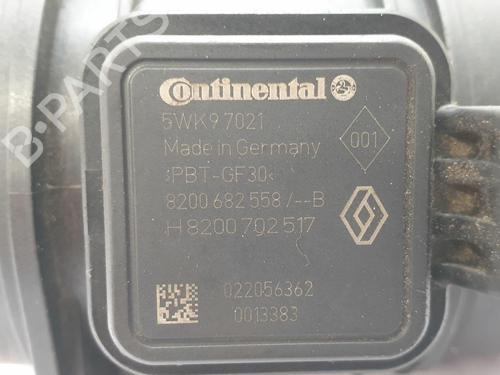 Continental
5WK9 7021
001
Made in Germany
>PBT-GF30<
8200 682 558 /--B
H 8200 702 517
022056362
0013383
B-PARTS